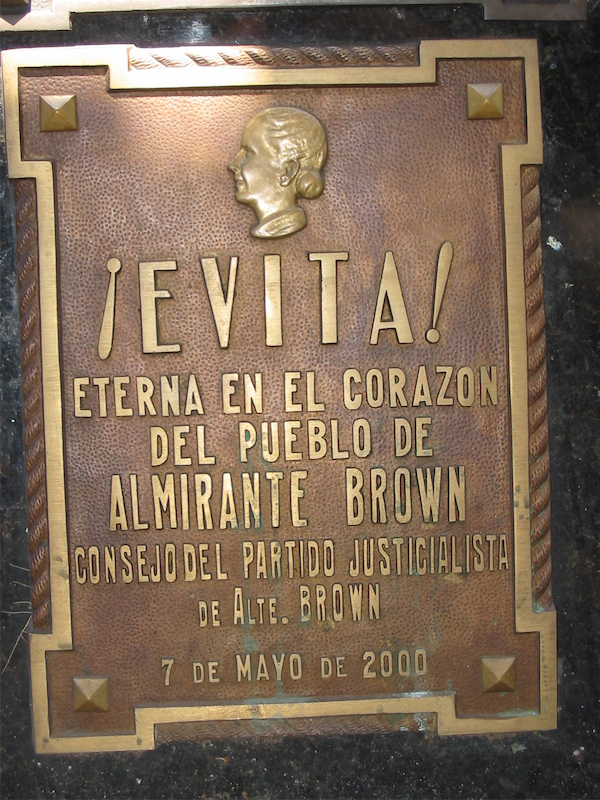 ¡EVITA!
ETERNA EN EL CORAZON
DEL PUEBLO DE
ALMIRANTE BROWN
CONSEJO DEL PARTIDO JUSTICIALISTA
DE ALTE. BROWN
7 DE MAYO DE 2000